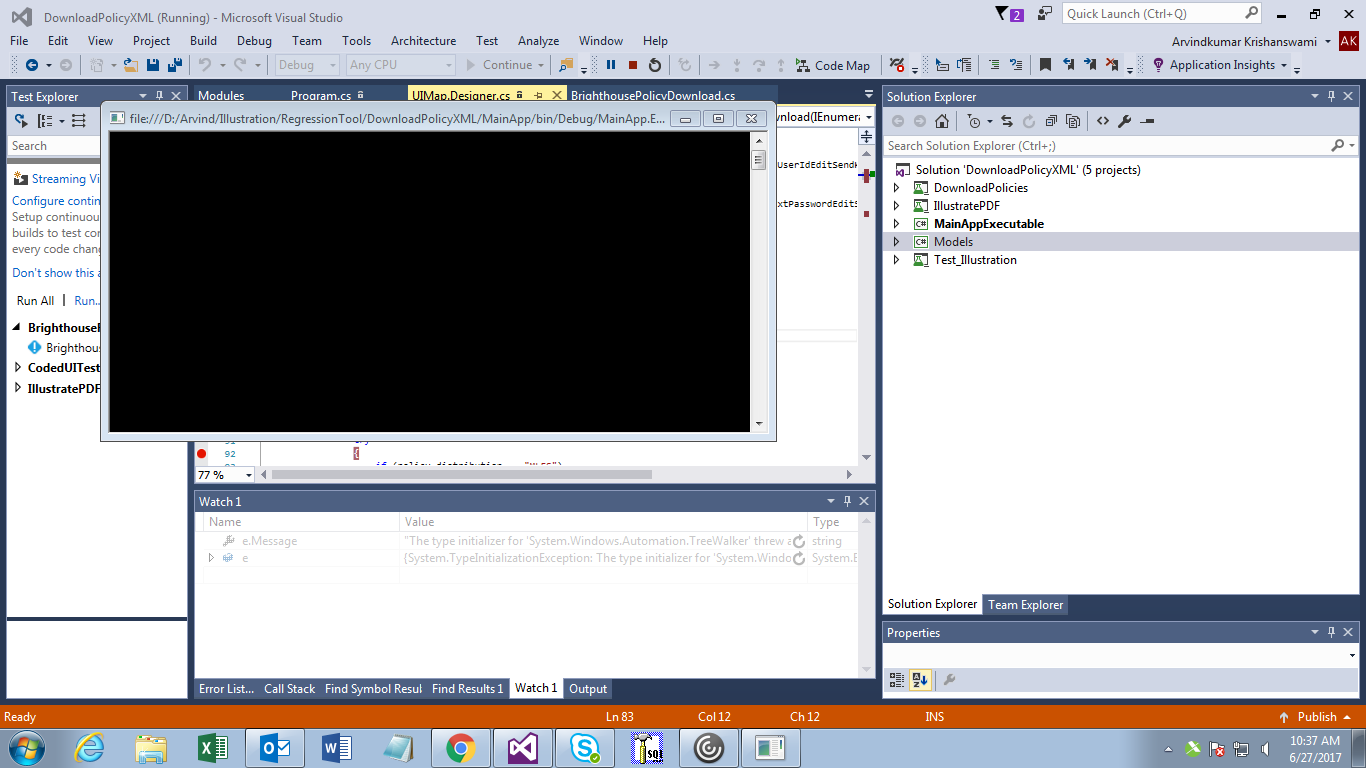 DownloadPolicyXML (Running) - Microsoft Visual Studio
2
Quick Launch (Ctrl+Q)
File Edit View Project Build Debug Team Tools Architecture Test Analyze Window Help
Arvindkumar Krishanswami AK
Debug Any CPU Continue Code Map Application Insights
Test Explorer
Modules Program.cs UIMap.Designer.cs BrighthousePolicyDownload.cs
Solution Explorer
file:///D:/Arvind/Illustration/RegressionTool/DownloadPolicyXML/MainApp/bin/Debug/MainApp.E...
wnload(IEnumera
Search
Search Solution Explorer (Ctrl+;)
UserIdEditSendK
Solution 'DownloadPolicyXML' (5 projects)
Streaming Vi
DownloadPolicies
Configure contin
xtPasswordEditS
IllustratePDF
Setup continuou
builds to test con
C# MainAppExecutable
every code chang
C# Models
Test_Illustration
Don't show this a
Run All | Run...
BrighthouseP
Brighthous
CodedUITest
IllustratePDF
92 {
77 %
Watch 1
Name Value Type
e.Message "The type initializer for 'System.Windows.Automation.TreeWalker' threw a string
e {System.TypeInitializationException: The type initializer for 'System.Windo System.E
Solution Explorer Team Explorer
Properties
Error List... Call Stack Find Symbol Resul Find Results 1 Watch 1 Output
Ready Ln 83 Col 12 Ch 12 INS Publish
10:37 AM
6/27/2017